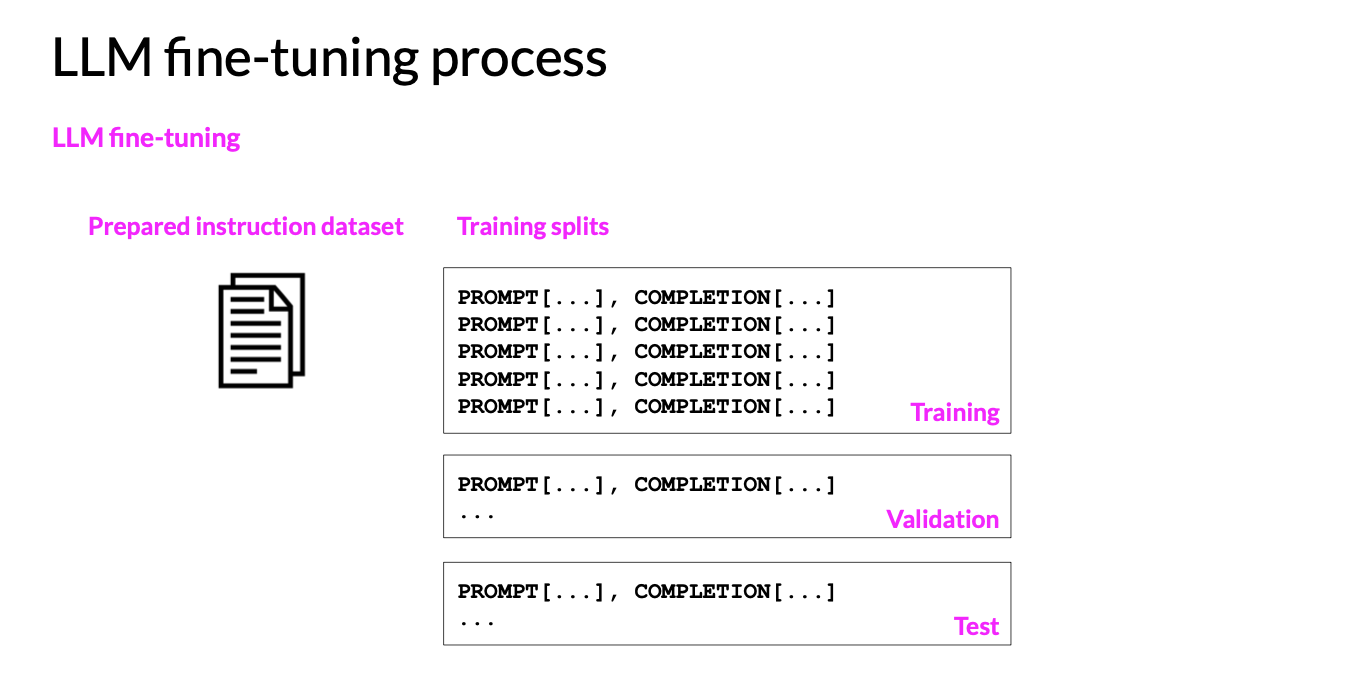 LLM fine-tuning process
LLM fine-tuning
Prepared instruction dataset
Training splits
PROMPT[...], COMPLETION[...]
PROMPT[...], COMPLETION[...]
PROMPT[...], COMPLETION[...]
PROMPT[...], COMPLETION[...]
PROMPT[...], COMPLETION[...]
Training
PROMPT[...], COMPLETION[...]
...
Validation
PROMPT[...], COMPLETION[...]
...
Test